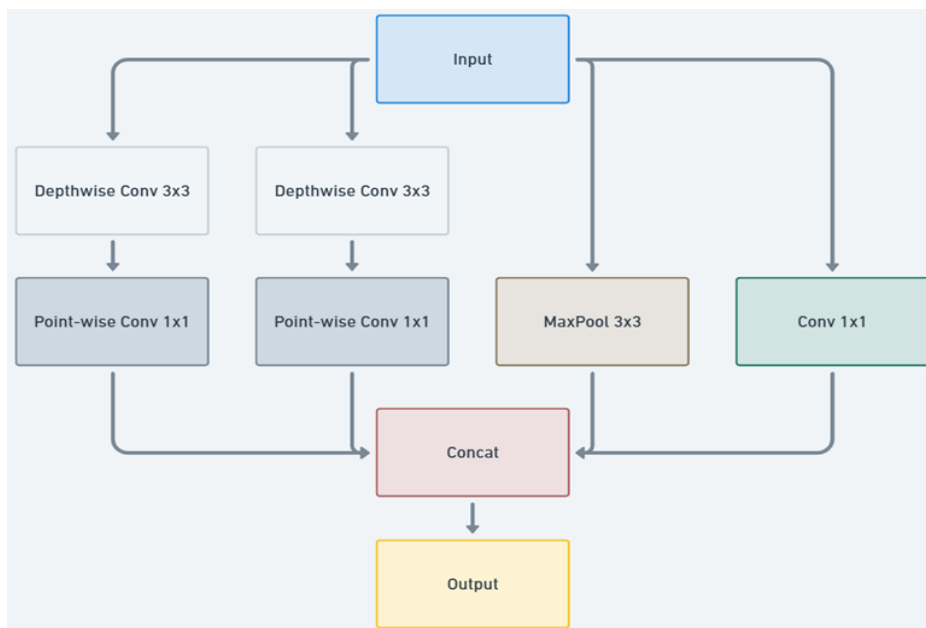 Input
Depthwise Conv 3x3
Depthwise Conv 3x3
Point-wise Conv 1x1
Point-wise Conv 1x1
MaxPool 3x3
Conv 1x1
Concat
Output